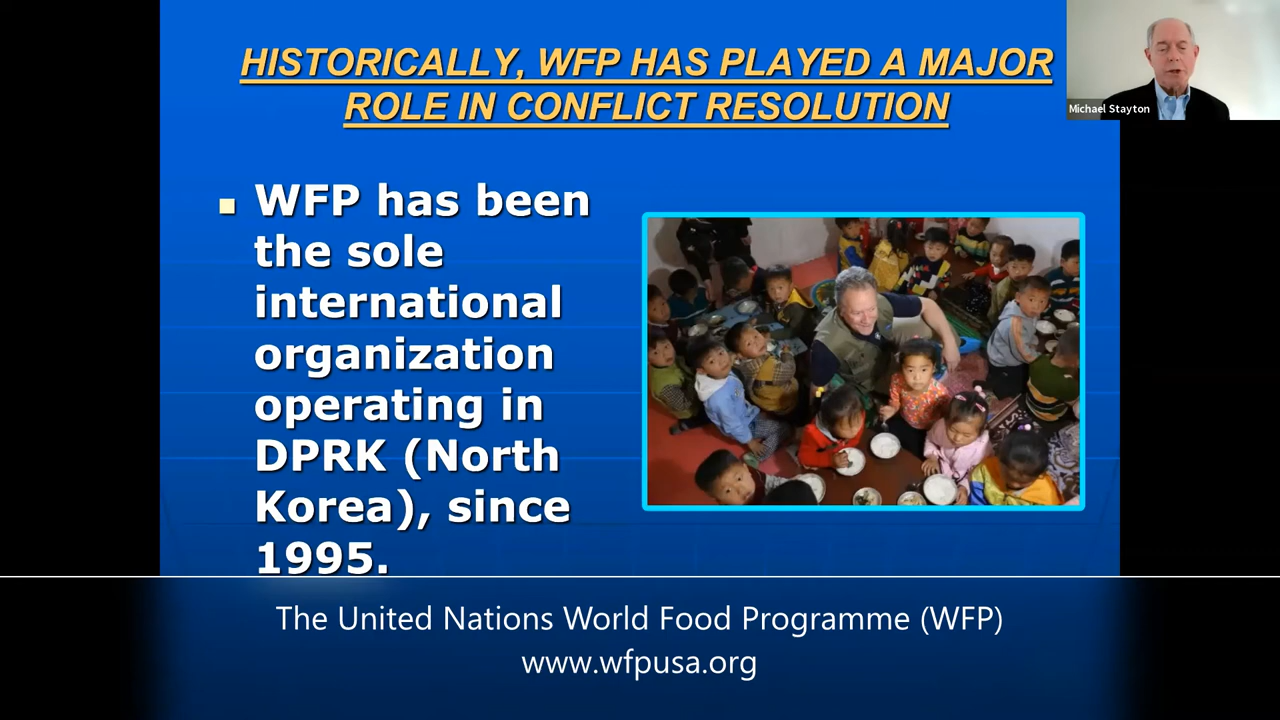 HISTORICALLY, WFP HAS PLAYED A MAJOR
ROLE IN CONFLICT RESOLUTION
Michael Stayton
WFP has been
the sole
international
organization
operating in
DPRK (North
Korea), since
1995.
The United Nations World Food Programme (WFP)
www.wfpusa.org